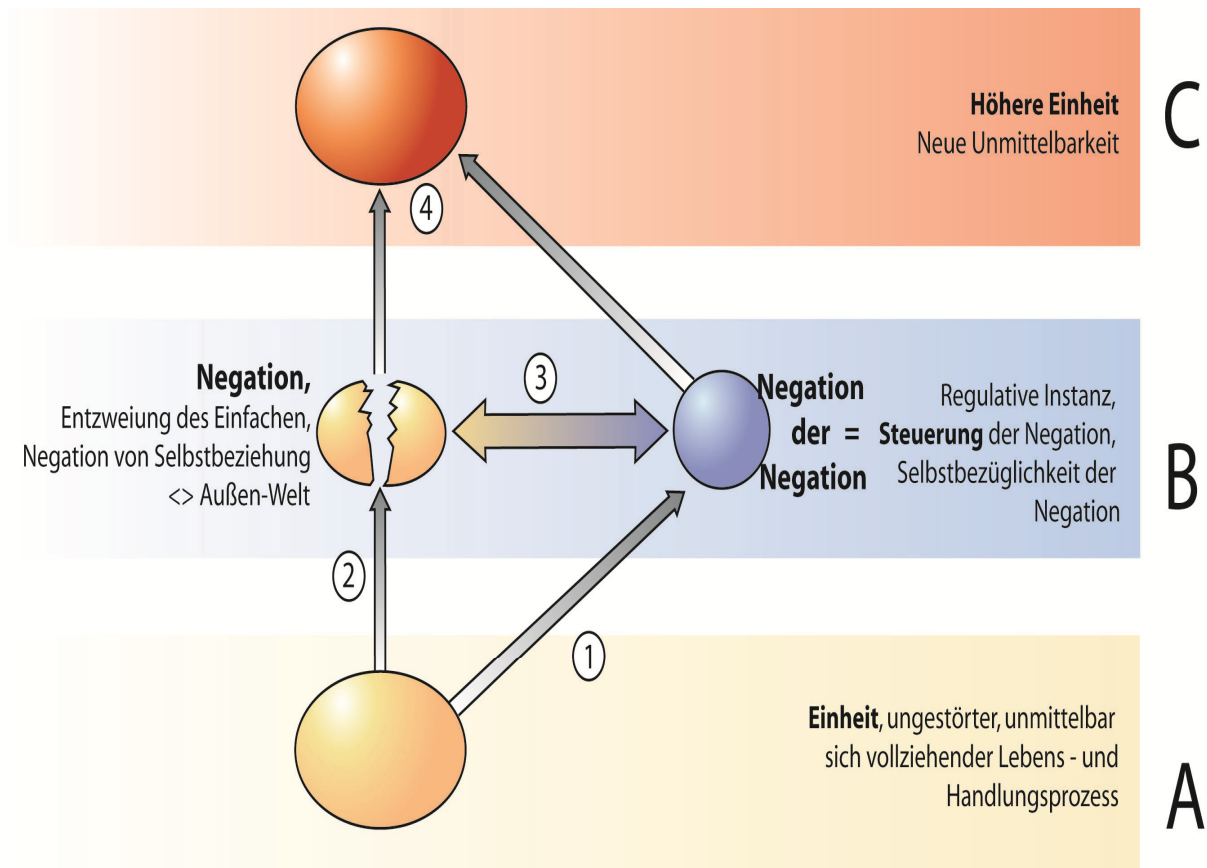 Höhere Einheit
Neue Unmittelbarkeit
C
4
Negation,
Entzweiung des Einfachen,
Negation von Selbstbeziehung
<> Außen-Welt
3
Negation
der =
Negation
Regulative Instanz,
Steuerung der Negation,
Selbstbezüglichkeit der
Negation
B
2
1
Einheit, ungestörter, unmittelbar
sich vollziehender Lebens - und
Handlungsprozess
A